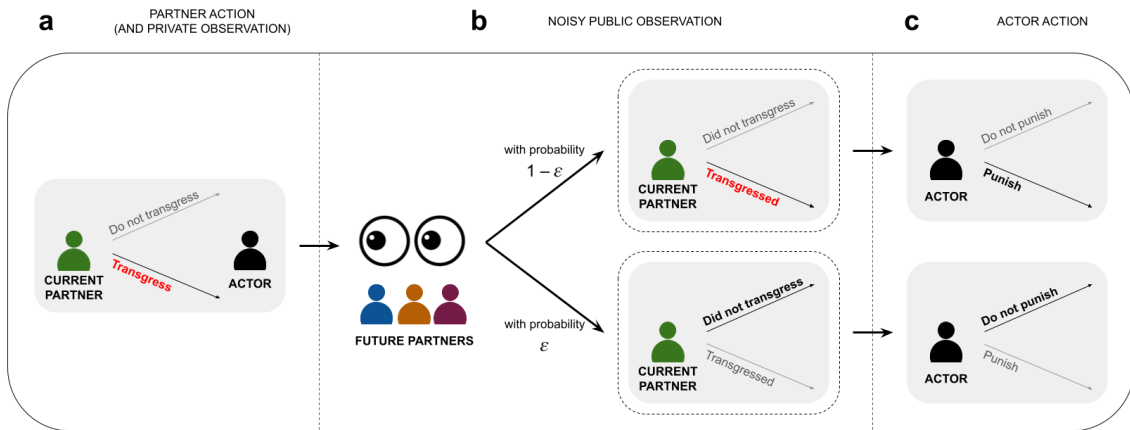 a
PARTNER ACTION
(AND PRIVATE OBSERVATION)
b
NOISY PUBLIC OBSERVATION
c
ACTOR ACTION
Do not transgress
Transgress
CURRENT
PARTNER
ACTOR
FUTURE PARTNERS
with probability
1 − ε
with probability
ε
Did not transgress
Transgressed
CURRENT
PARTNER
Did not transgress
Transgressed
CURRENT
PARTNER
Do not punish
Punish
ACTOR
Do not punish
Punish
ACTOR